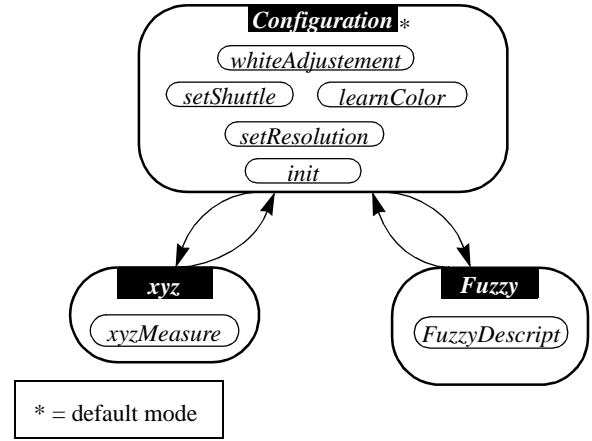 Configuration *
whiteAdjustement
setShuttle learnColor
setResolution
init
xyz Fuzzy
xyzMeasure FuzzyDescript
* = default mode